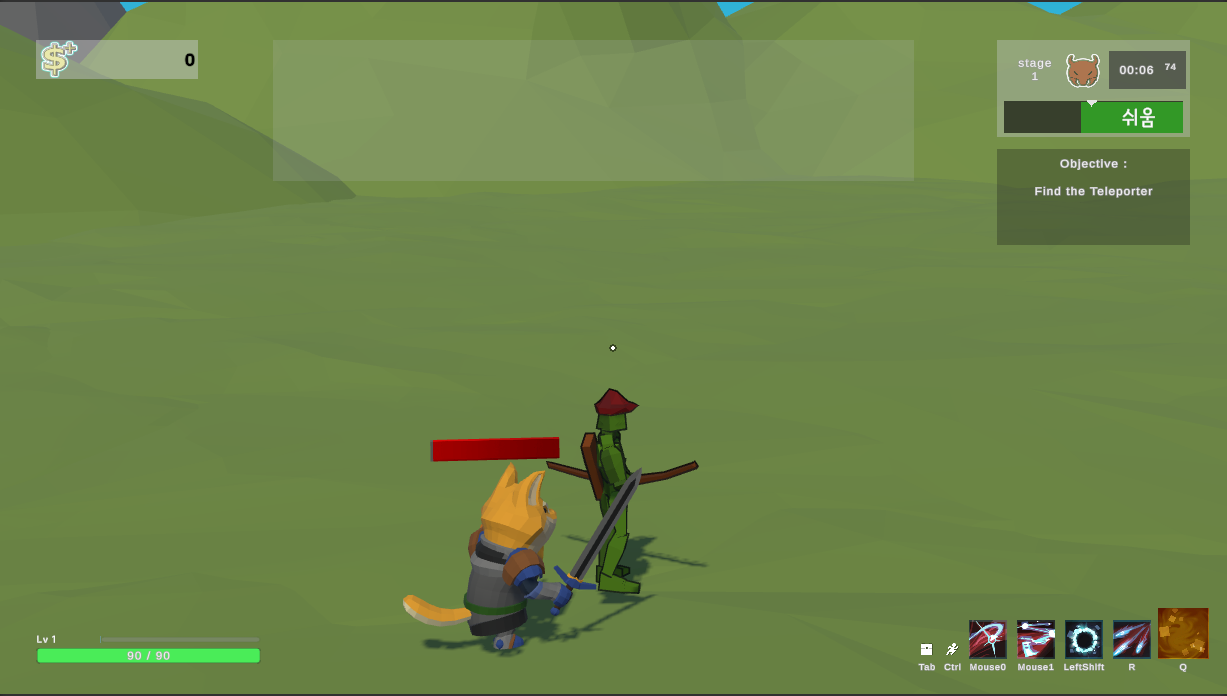 $+ 0
stage
1
00:06 74
쉬움
Objective :
Find the Teleporter
Lv 1
90 / 90
Tab Ctrl Mouse0 Mouse1 LeftShift R Q